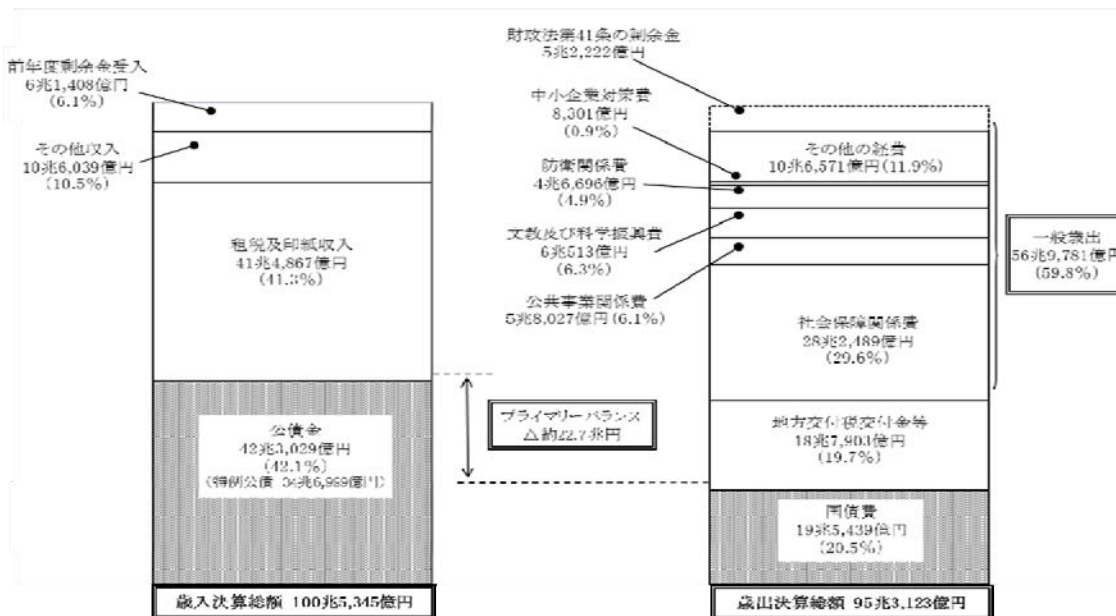 前年度剰余金受入
6兆1,408億円
(6.1%)
その他収入
10兆6,039億円
(10.5%)
租税及印紙収入
41兆4,867億円
(41.3%)
公債金
42兆3,029億円
(42.1%)
(特例公債 34兆6,999億円)
歳入決算総額 100兆5,345億円
プライマリーバランス
△約22.7兆円
財政法第41条の剰余金
5兆2,222億円
中小企業対策費
8,301億円
(0.9%)
防衛関係費
4兆6,696億円
(4.9%)
文教及び科学振興費
6兆513億円
(6.3%)
公共事業関係費
5兆8,027億円(6.1%)
その他の経費
10兆6,571億円(11.9%)
社会保障関係費
28兆2,489億円
(29.6%)
地方交付税交付金等
18兆7,903億円
(19.7%)
国債費
19兆5,439億円
(20.5%)
歳出決算総額 95兆3,123億円
一般歳出
56兆9,781億円
(59.8%)